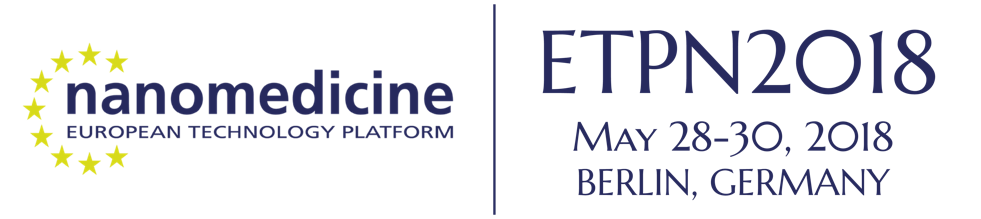 nanomedicine
EUROPEAN TECHNOLOGY PLATFORM
ETPN2018
May 28-30, 2018
BERLIN, GERMANY